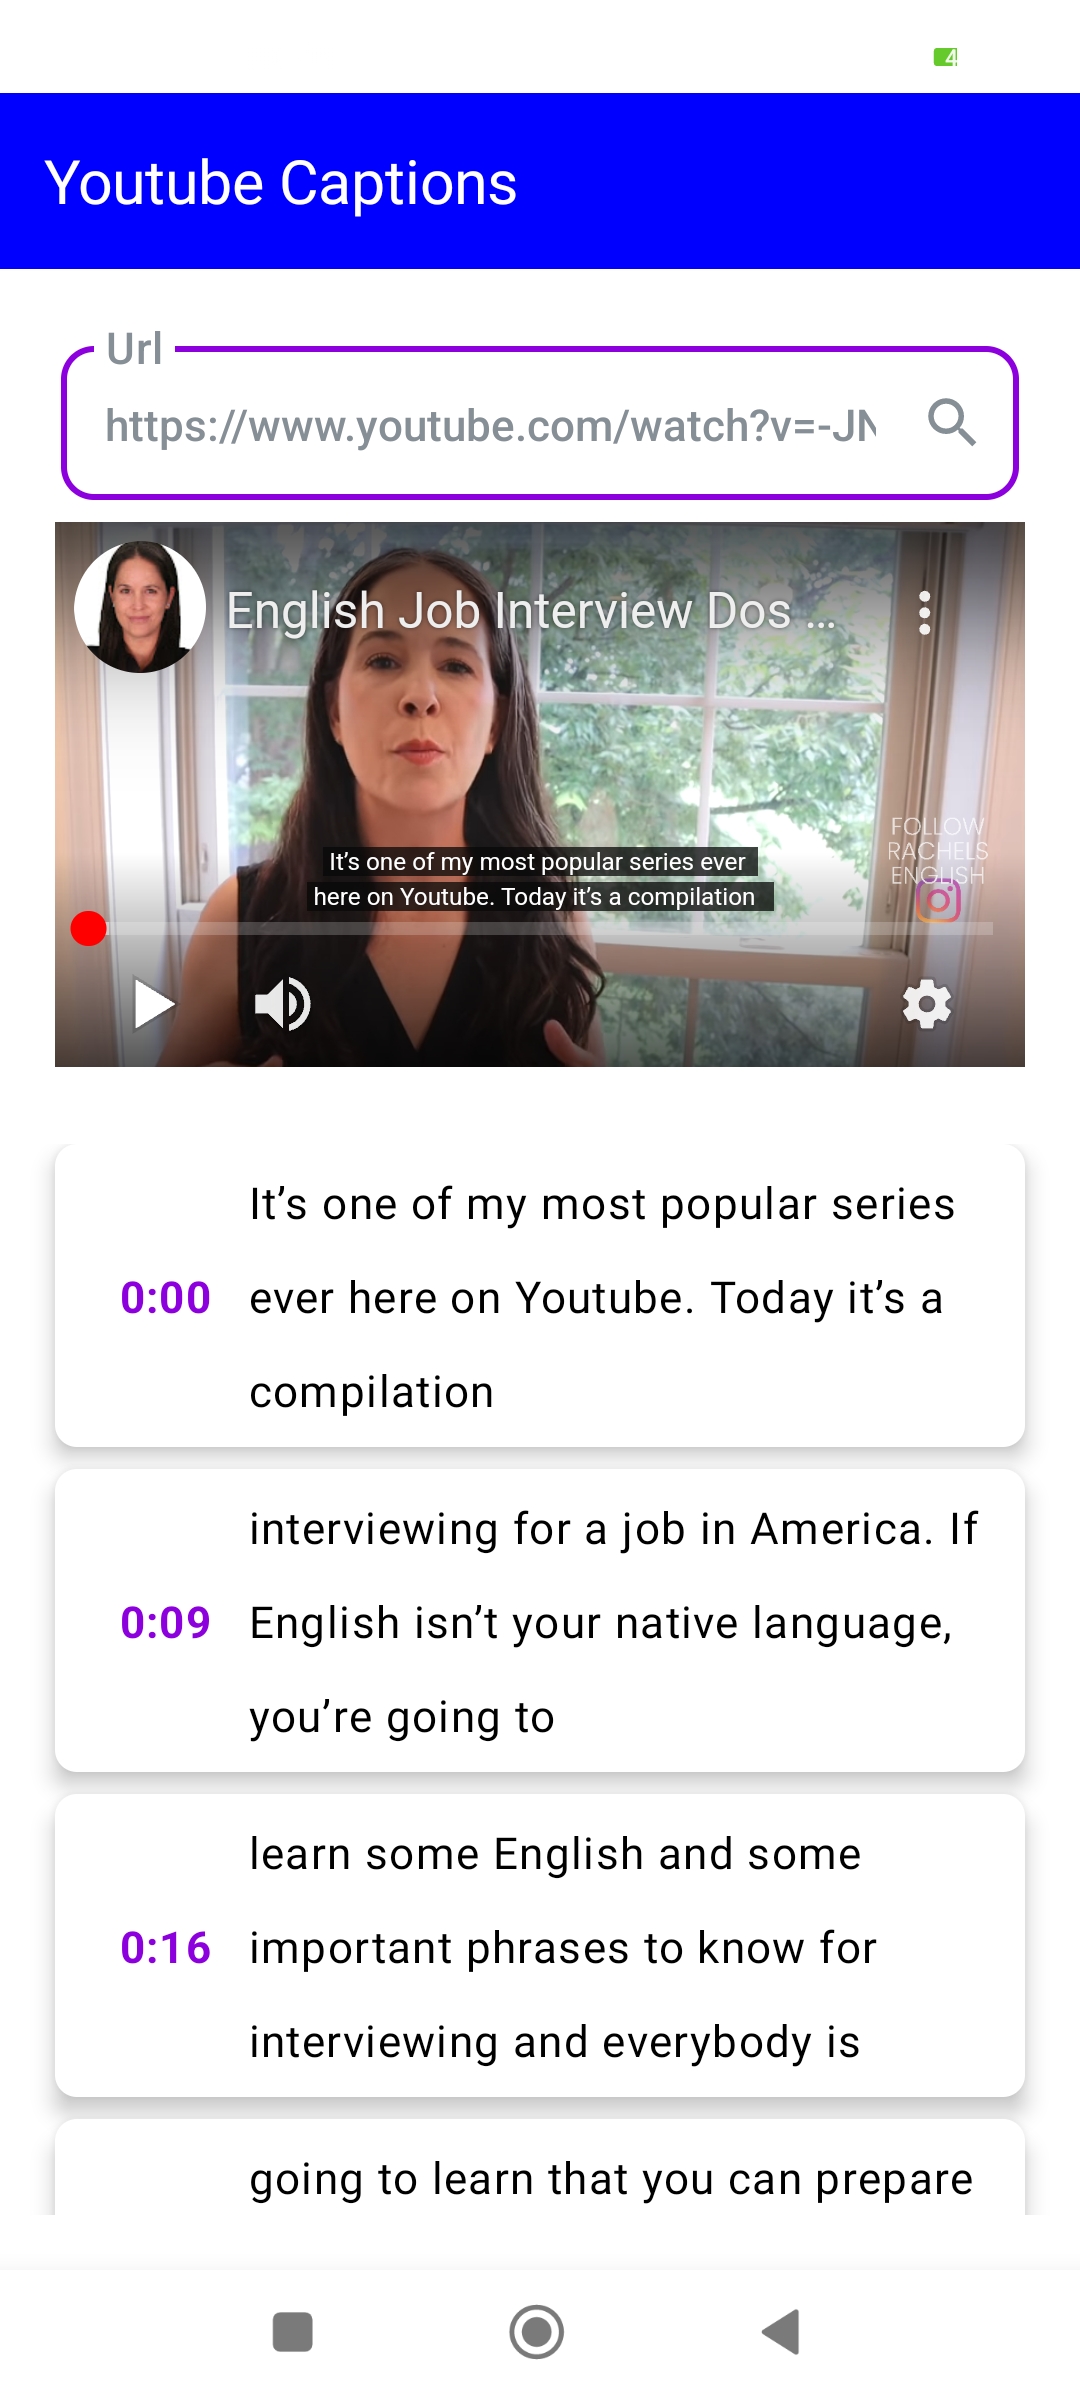 4
Youtube Captions
Url
https://www.youtube.com/watch?v=-JN
English Job Interview Dos ...
FOLLOW
RACHELS
ENGLISH
It’s one of my most popular series ever
here on Youtube. Today it’s a compilation
It’s one of my most popular series
0:00 ever here on Youtube. Today it’s a
compilation
interviewing for a job in America. If
0:09 English isn’t your native language,
you’re going to
learn some English and some
0:16 important phrases to know for
interviewing and everybody is
going to learn that you can prepare